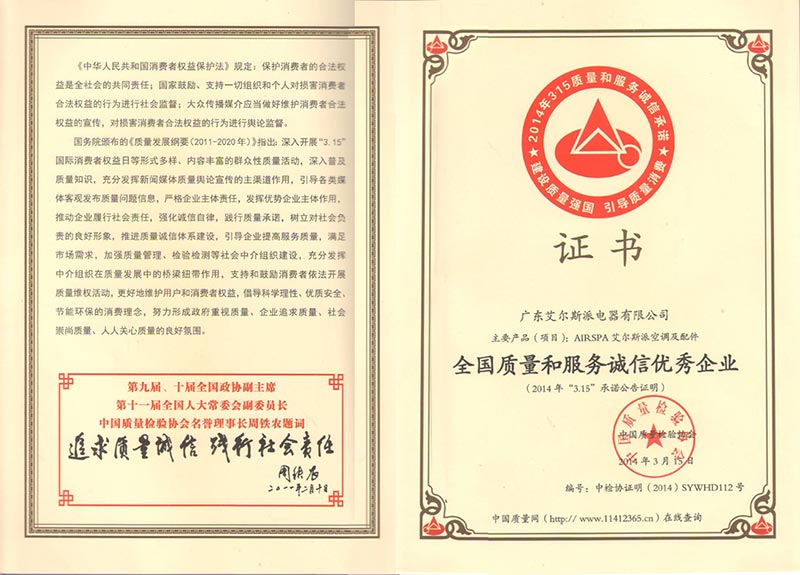 《中华人民共和国消费者权益保护法》规定：保护消费者的合法权
益是全社会的共同责任；国家鼓励、支持一切组织和个人对损害消费者
合法权益的行为进行社会监督；大众传播媒介应当做好维护消费者合法
权益的宣传，对损害消费者合法权益的行为进行舆论监督。
国务院颁布的《质量发展纲要（2011-2020年）》指出：深入开展“3.15”
国际消费者权益日等形式多样、内容丰富的群众性质量活动，深入普及
质量知识，充分发挥新闻媒体质量舆论宣传的主渠道作用，引导各类媒
体客观发布质量问题信息，严格企业主体责任，发挥优势企业主体作用，
推动企业履行社会责任，强化诚信自律，践行质量承诺，树立对社会负
责的良好形象，推进质量诚信体系建设，引导企业提高服务质量，满足
市场需求，加强质量管理、检验检测等社会中介组织建设，充分发挥
中介组织在质量发展中的桥梁纽带作用，支持和鼓励消费者依法开展
质量维权活动，更好地维护用户和消费者权益，倡导科学理性、优质安全、
节能环保的消费理念，努力形成政府重视质量、企业追求质量、社会
崇尚质量、人人关心质量的良好氛围。
第九届、十届全国政协副主席
第十一届全国人大常委会副委员长
中国质量检验协会名誉理事长周铁农题词
追求质量诚信 践行社会责任
周铁农
二〇一一年二月十日
2014年3.15质量和服务诚信承诺
★建设质量强国 引导质量消费★
证书
广东艾尔斯派电器有限公司
主要产品（项目）：AIRSPA 艾尔斯派空调及配件
全国质量和服务诚信优秀企业
（2014 年“3.15”承诺公告证明）
中国质量检验协会
中国质量检验协会
2014 年 3 月 15 日
编号：中检协证明（2014）SYWHD112 号
中国质量网（http://www.11412365.cn）在线查询